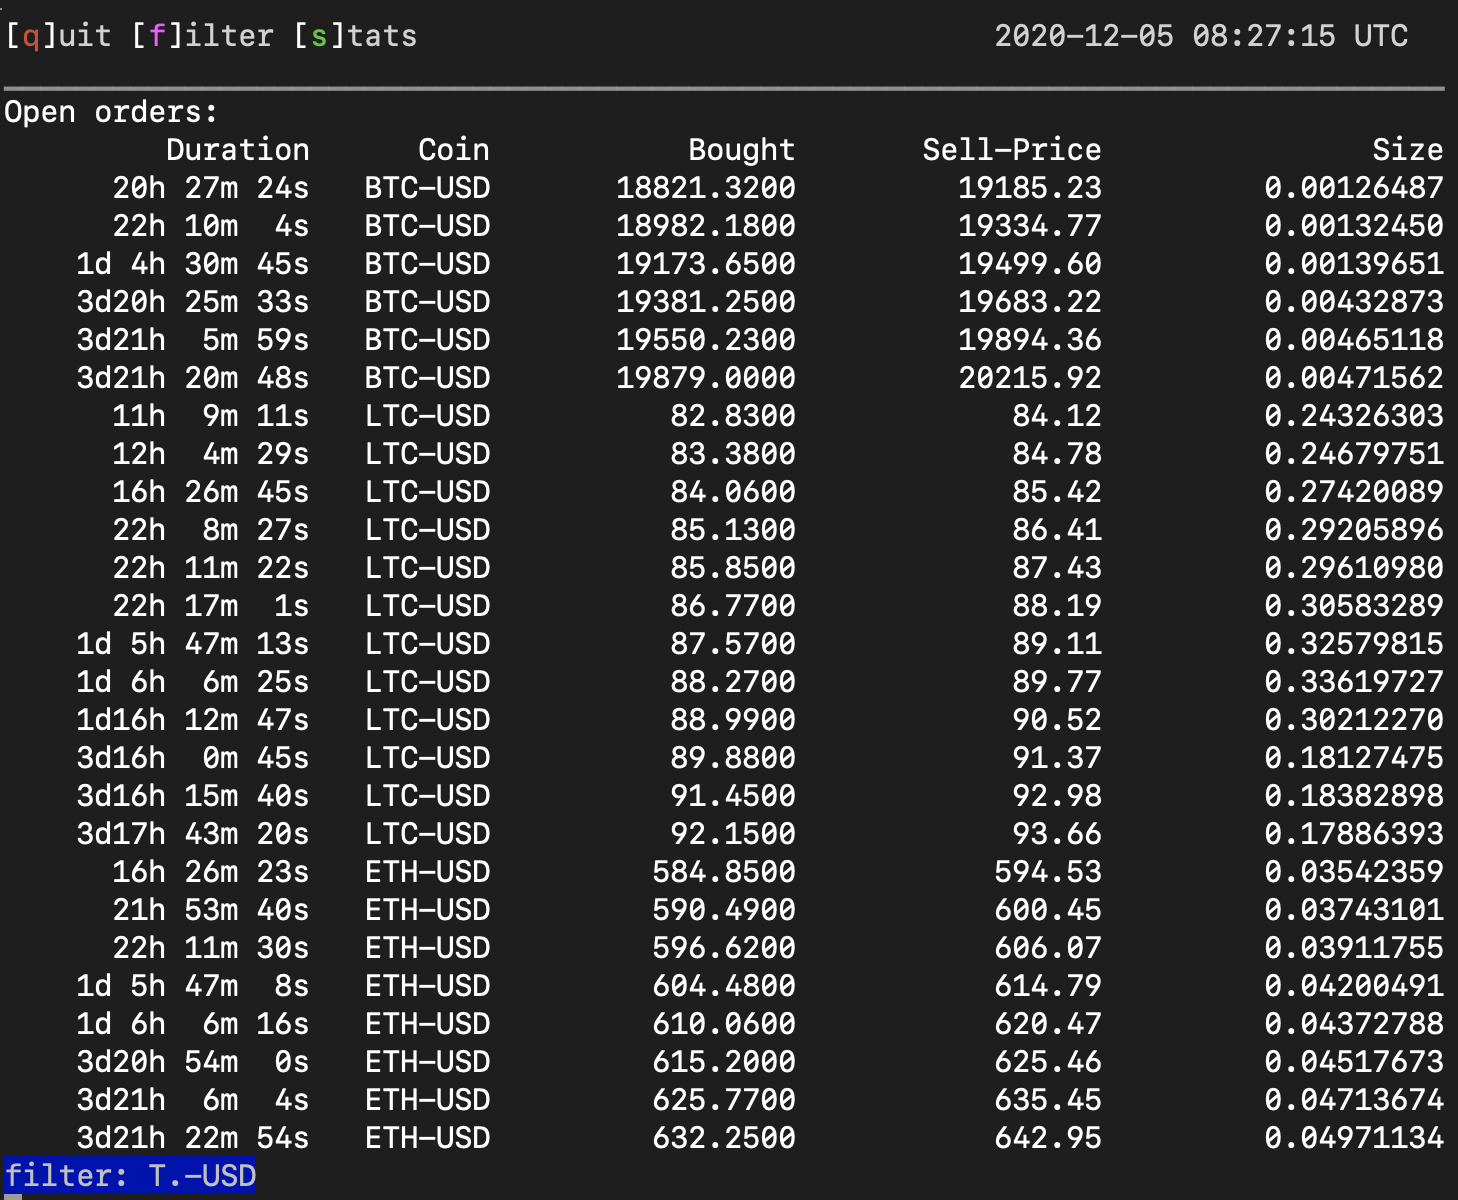 [q]uit [f]ilter [s]tats 2020-12-05 08:27:15 UTC
Open orders:
Duration Coin Bought Sell-Price Size
20h 27m 24s BTC-USD 18821.3200 19185.23 0.00126487
22h 10m 4s BTC-USD 18982.1800 19334.77 0.00132450
1d 4h 30m 45s BTC-USD 19173.6500 19499.60 0.00139651
3d20h 25m 33s BTC-USD 19381.2500 19683.22 0.00432873
3d21h 5m 59s BTC-USD 19550.2300 19894.36 0.00465118
3d21h 20m 48s BTC-USD 19879.0000 20215.92 0.00471562
11h 9m 11s LTC-USD 82.8300 84.12 0.24326303
12h 4m 29s LTC-USD 83.3800 84.78 0.24679751
16h 26m 45s LTC-USD 84.0600 85.42 0.27420089
22h 8m 27s LTC-USD 85.1300 86.41 0.29205896
22h 11m 22s LTC-USD 85.8500 87.43 0.29610980
22h 17m 1s LTC-USD 86.7700 88.19 0.30583289
1d 5h 47m 13s LTC-USD 87.5700 89.11 0.32579815
1d 6h 6m 25s LTC-USD 88.2700 89.77 0.33619727
1d16h 12m 47s LTC-USD 88.9900 90.52 0.30212270
3d16h 0m 45s LTC-USD 89.8800 91.37 0.18127475
3d16h 15m 40s LTC-USD 91.4500 92.98 0.18382898
3d17h 43m 20s LTC-USD 92.1500 93.66 0.17886393
16h 26m 23s ETH-USD 584.8500 594.53 0.03542359
21h 53m 40s ETH-USD 590.4900 600.45 0.03743101
22h 11m 30s ETH-USD 596.6200 606.07 0.03911755
1d 5h 47m 8s ETH-USD 604.4800 614.79 0.04200491
1d 6h 6m 16s ETH-USD 610.0600 620.47 0.04372788
3d20h 54m 0s ETH-USD 615.2000 625.46 0.04517673
3d21h 6m 4s ETH-USD 625.7700 635.45 0.04713674
3d21h 22m 54s ETH-USD 632.2500 642.95 0.04971134
filter: T.-USD